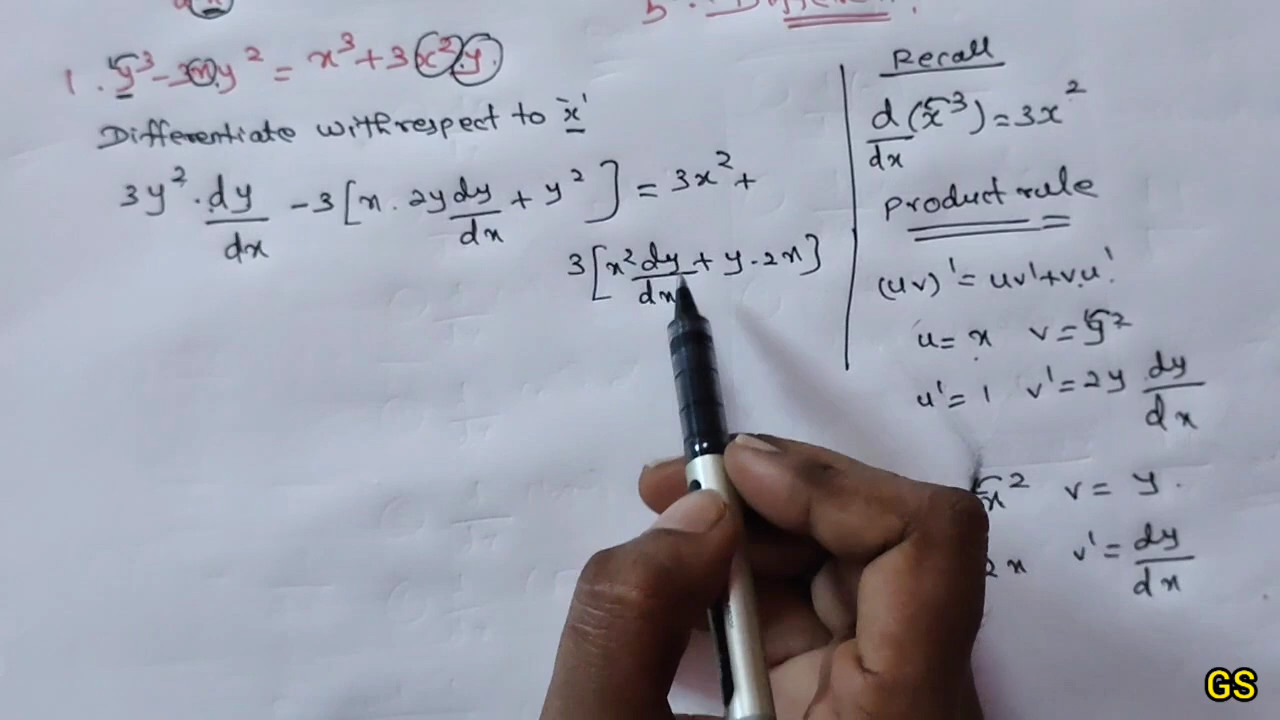 1. y³ - 3xy² = x³ + 3x²y.
Differentiate with respect to 'x'
3y² · dy/dx - 3[x · 2y dy/dx + y²] = 3x² +
3[x² dy/dx + y · 2x]
Recall
d/dx (x³) = 3x²
Product rule
(uv)' = uv' + v.u'
u = x v = y²
u' = 1 v' = 2y dy/dx
x² v = y.
2x v' = dy/dx
GS